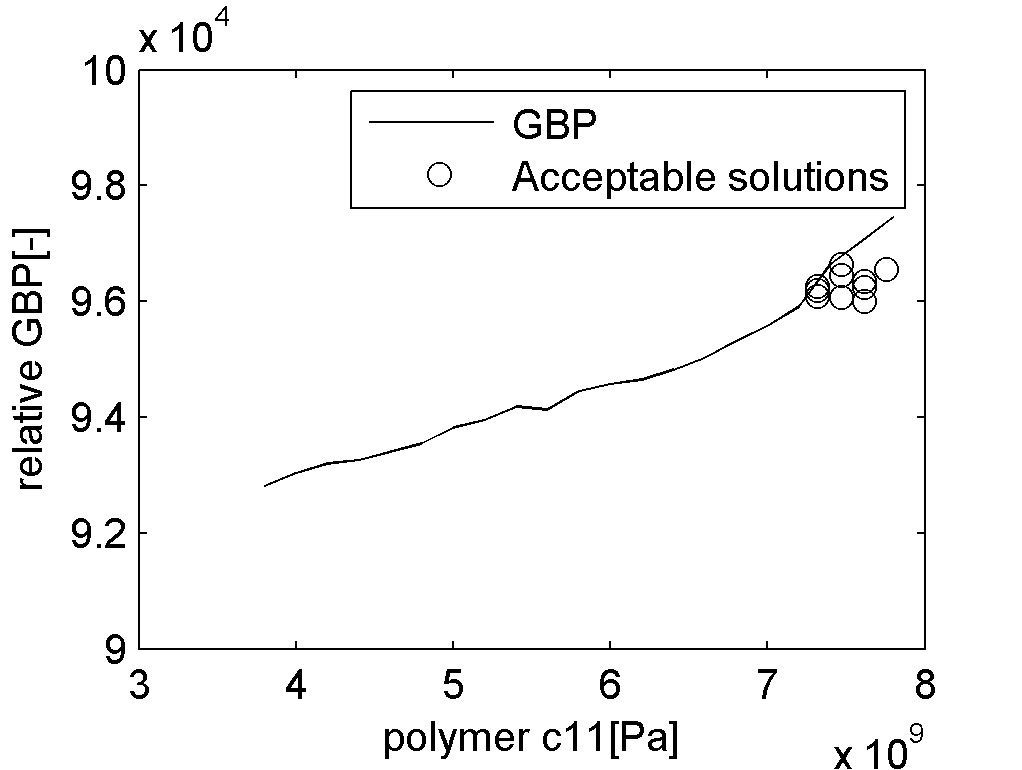 x 10^4
10
9.8
9.6
9.4
9.2
9
relative GBP[-]
GBP
Acceptable solutions
3 4 5 6 7 8
polymer c11[Pa]
x 10^9